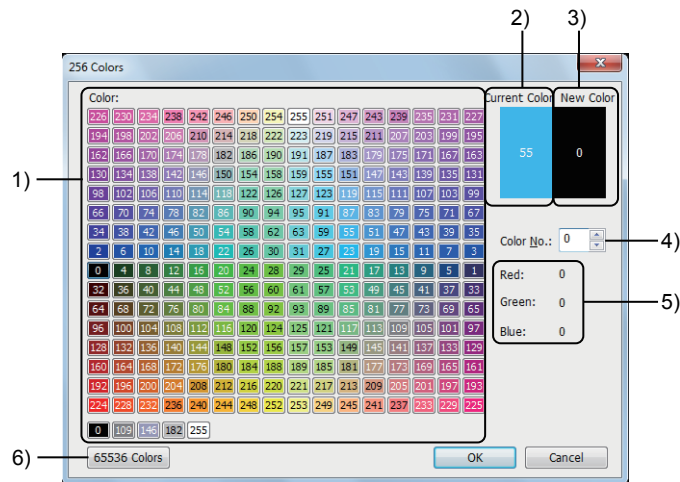 2) 3)
256 Colors
Color: Current Color New Color
226 230 234 238 242 246 250 254 255 251 247 243 239 235 231 227
194 198 202 206 210 214 218 222 223 219 215 211 207 203 199 195
162 166 170 174 178 182 186 190 191 187 183 179 175 171 167 163
130 134 138 142 146 150 154 158 159 155 151 147 143 139 135 131
55 0
1)
98 102 106 110 114 118 122 126 127 123 119 115 111 107 103 99
66 70 74 78 82 86 90 94 95 91 87 83 79 75 71 67
34 38 42 46 50 54 58 62 63 59 55 51 47 43 39 35
Color No.: 0 4)
2 6 10 14 18 22 26 30 31 27 23 19 15 11 7 3
0 4 8 12 16 20 24 28 29 25 21 17 13 9 5 1
Red: 0
32 36 40 44 48 52 56 60 61 57 53 49 45 41 37 33
Green: 0 5)
64 68 72 76 80 84 88 92 93 89 85 81 77 73 69 65
96 100 104 108 112 116 120 124 125 121 117 113 109 105 101 97
Blue: 0
128 132 136 140 144 148 152 156 157 153 149 145 141 137 133 129
160 164 168 172 176 180 184 188 189 185 181 177 173 169 165 161
192 196 200 204 208 212 216 220 221 217 213 209 205 201 197 193
224 228 232 236 240 244 248 252 253 249 245 241 237 233 229 225
0 109 146 182 255
6) 65536 Colors OK Cancel